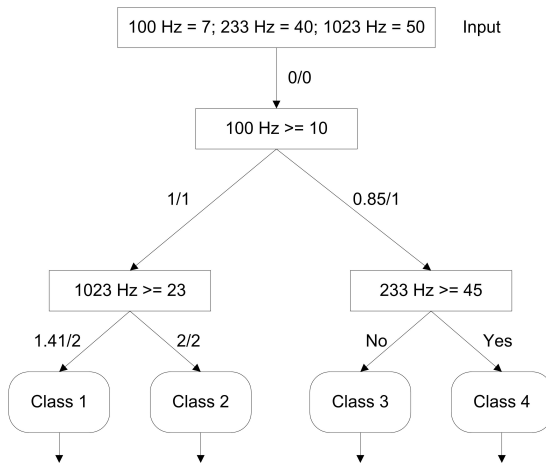 100 Hz = 7; 233 Hz = 40; 1023 Hz = 50 Input
0/0
100 Hz >= 10
1/1 0.85/1
1023 Hz >= 23 233 Hz >= 45
1.41/2 2/2 No Yes
Class 1 Class 2 Class 3 Class 4